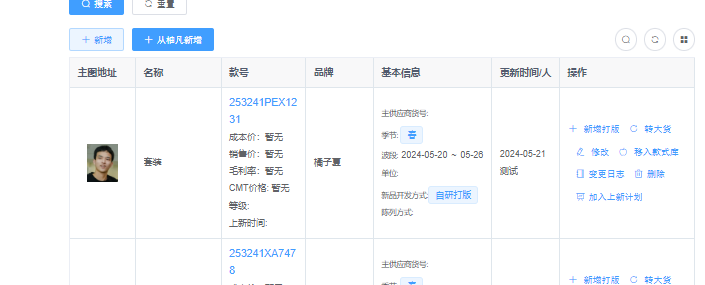 搜索 重置
新增 从柚凡新增
主图地址 名称 款号 品牌 基本信息 更新时间/人 操作
套装
253241PEX1231
成本价: 暂无
销售价: 暂无
毛利率: 暂无
CMT价格: 暂无
等级:
上新时间:
橘子夏
主供应商货号:
季节: 春
波段: 2024-05-20 ~ 05-26
单位:
新品开发方式: 自研打版
陈列方式:
2024-05-21
测试
新增打版 转大货
修改 移入款式库
变更日志 删除
加入上新计划
253241XA7478
主供应商货号:
季节: 春
新增打版 转大货